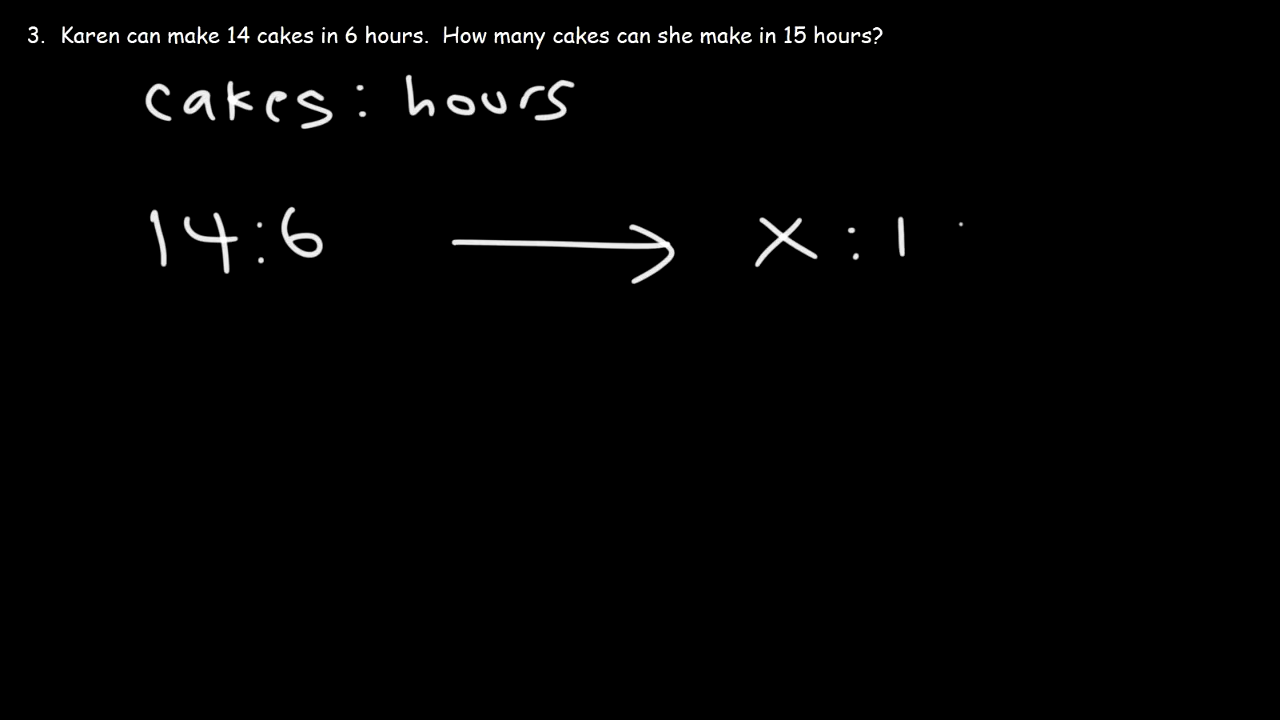 3. Karen can make 14 cakes in 6 hours. How many cakes can she make in 15 hours?
cakes : hours
14 : 6 → x : 1